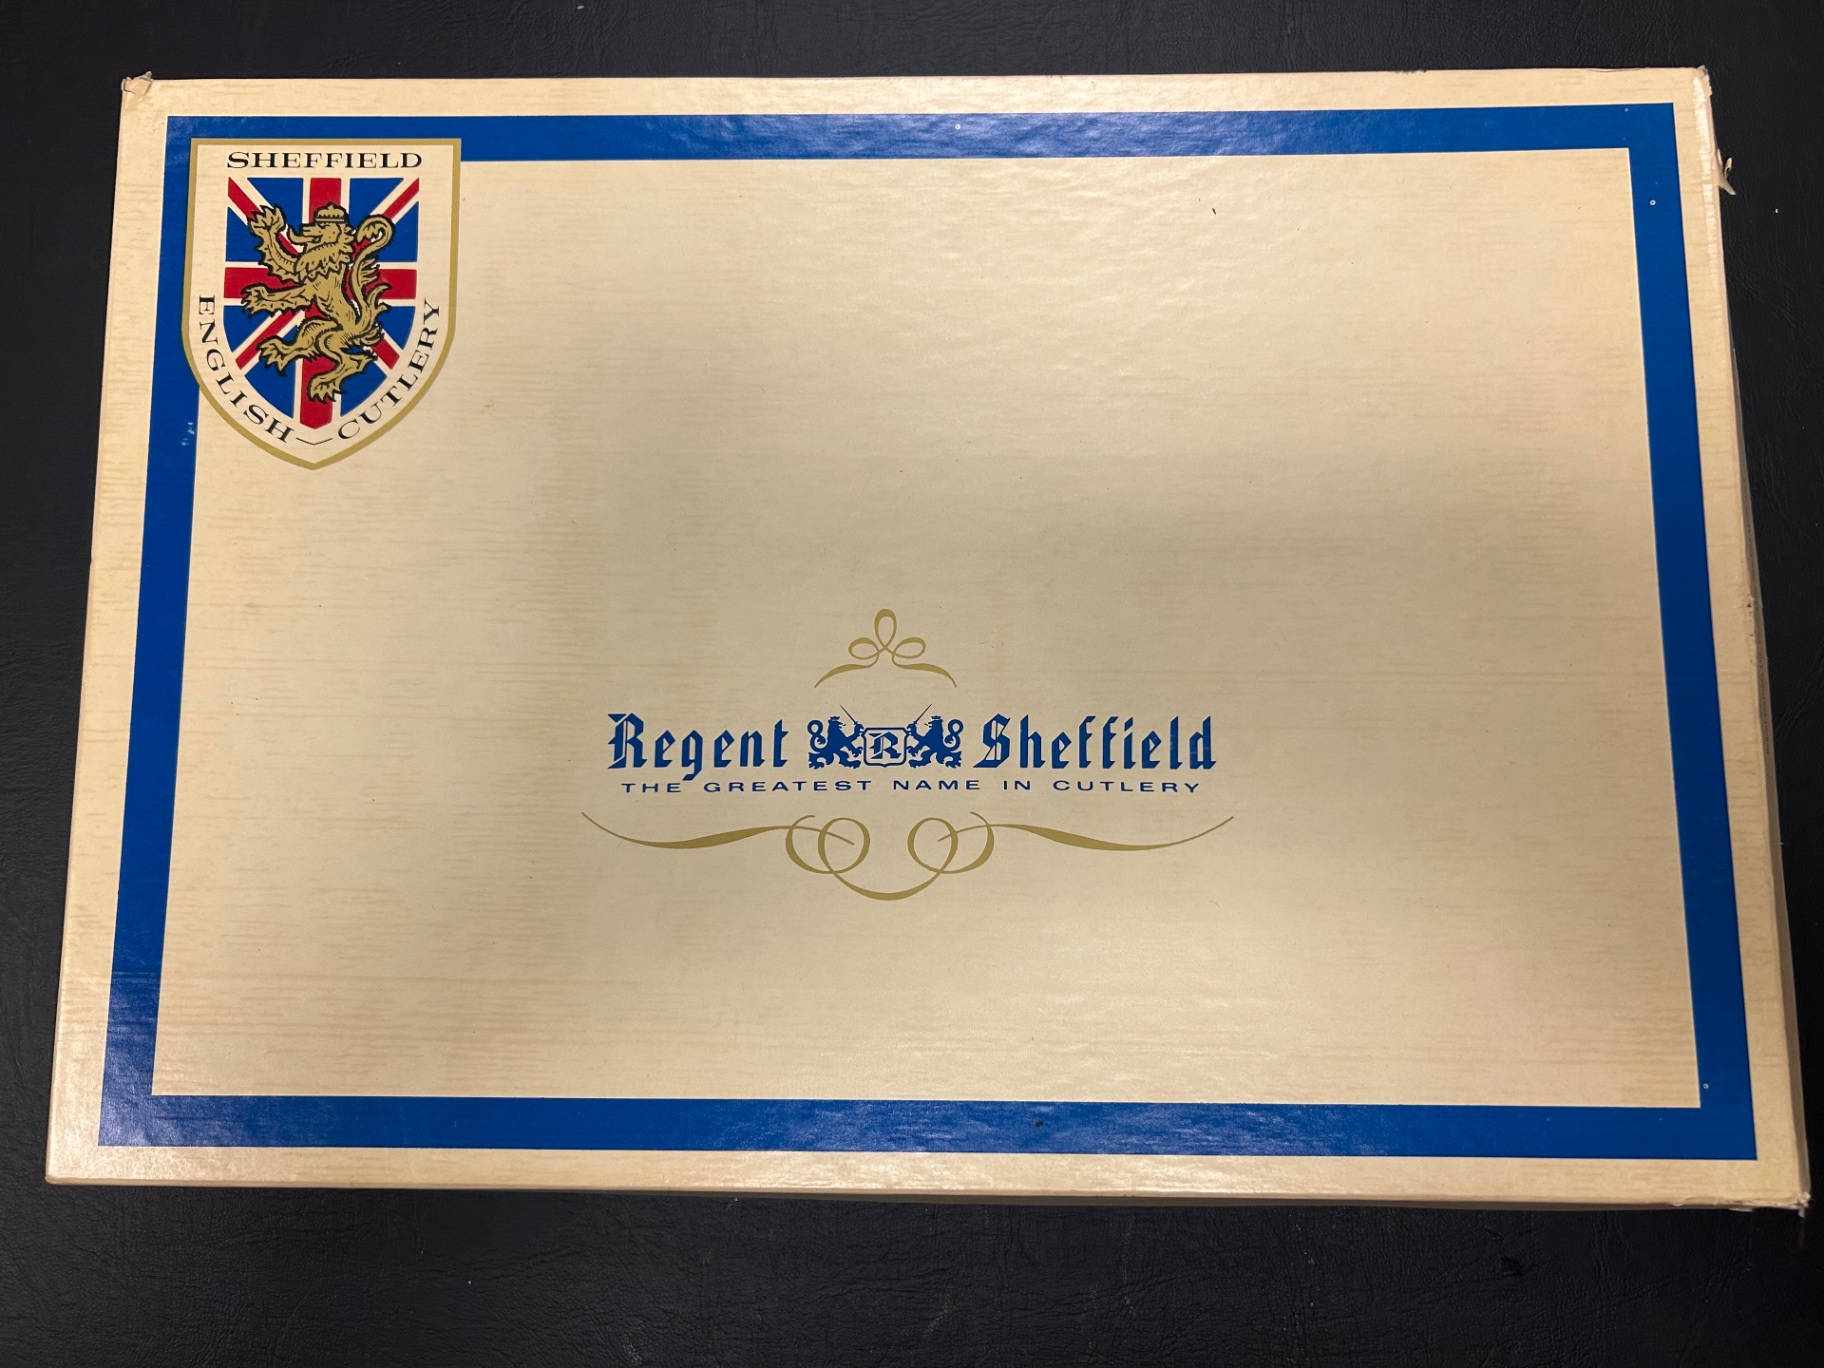 SHEFFIELD
ENGLISH — CUTLERY
Regent R Sheffield
THE GREATEST NAME IN CUTLERY